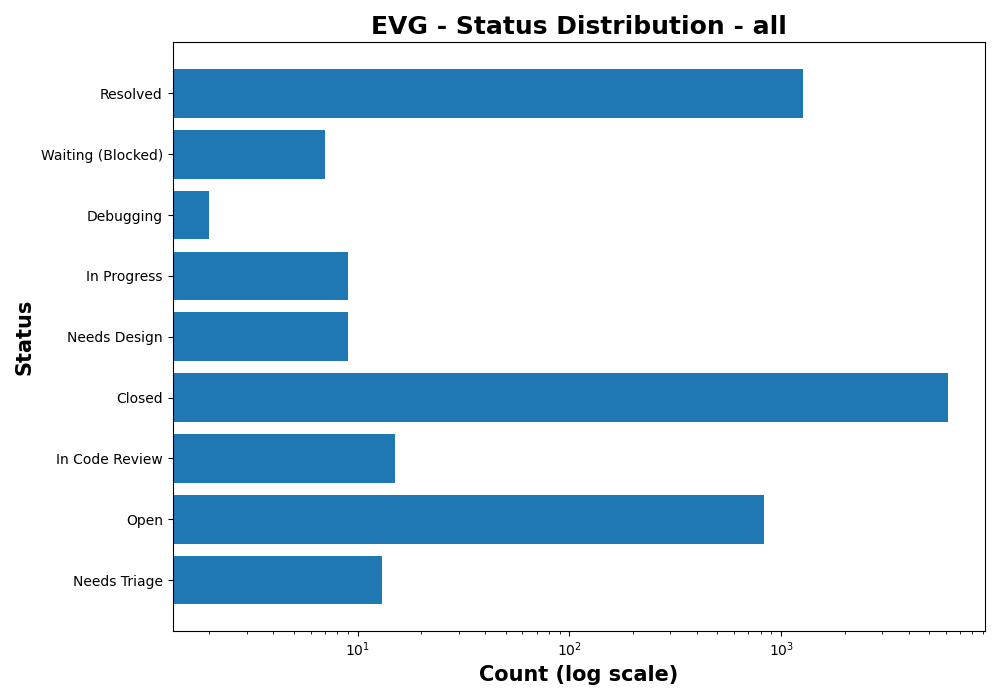 EVG - Status Distribution - all
Status
Resolved
Waiting (Blocked)
Debugging
In Progress
Needs Design
Closed
In Code Review
Open
Needs Triage
10¹ 10² 10³
Count (log scale)